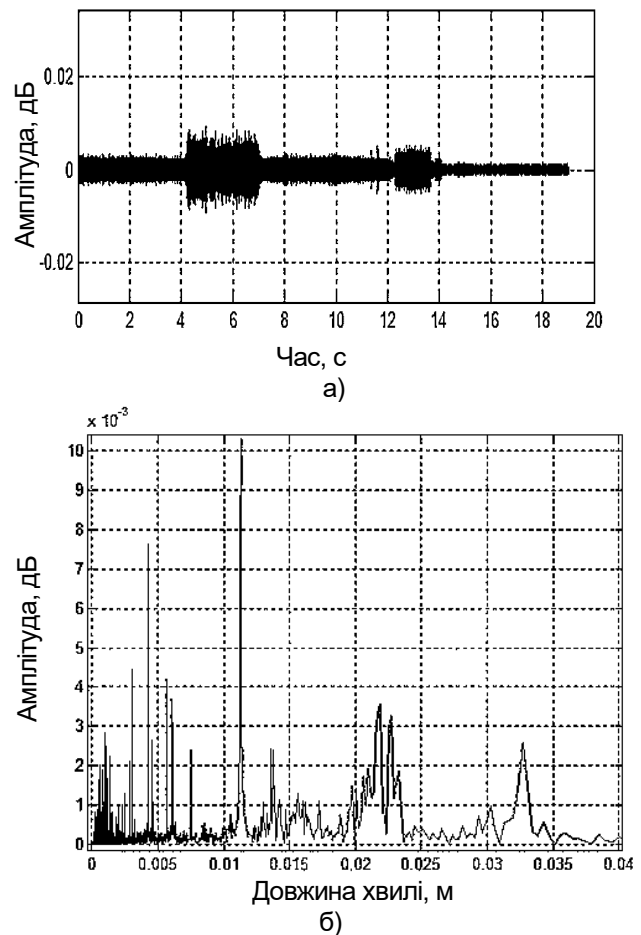 Амплітуда, дБ
0.02
0
-0.02
0 2 4 6 8 10 12 14 16 18 20
Час, с
а)
x 10⁻³
Амплітуда, дБ
10
9
8
7
6
5
4
3
2
1
0
0 0.005 0.01 0.015 0.02 0.025 0.03 0.035 0.04
Довжина хвилі, м
б)